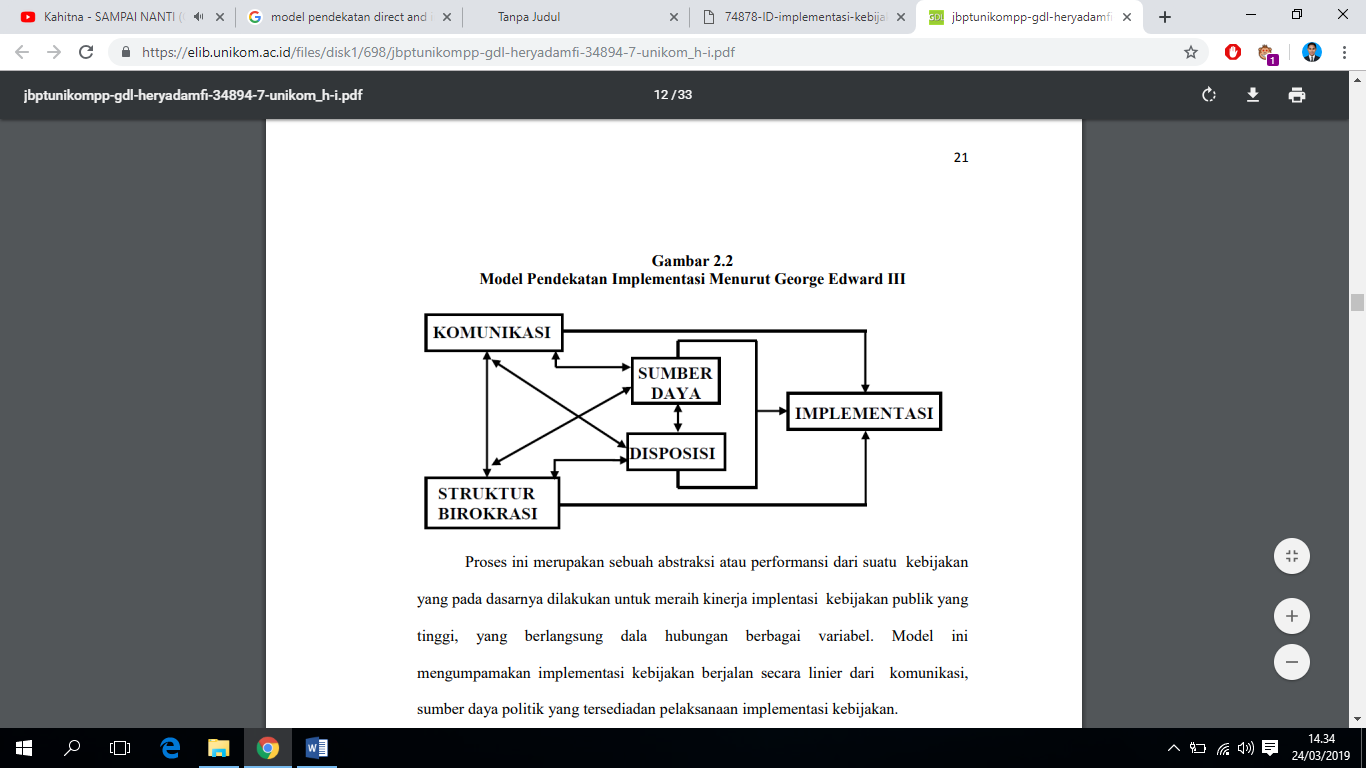 Kahitna - SAMPAI NANTI (
model pendekatan direct and i
Tanpa Judul
74878-ID-implementasi-kebija
jbptunikompp-gdl-heryadamfi
https://elib.unikom.ac.id/files/disk1/698/jbptunikompp-gdl-heryadamfi-34894-7-unikom_h-i.pdf
1
jbptunikompp-gdl-heryadamfi-34894-7-unikom_h-i.pdf
12 / 33
21
Gambar 2.2
Model Pendekatan Implementasi Menurut George Edward III
KOMUNIKASI
SUMBER
DAYA
IMPLEMENTASI
DISPOSISI
STRUKTUR
BIROKRASI
Proses ini merupakan sebuah abstraksi atau performansi dari suatu kebijakan
yang pada dasarnya dilakukan untuk meraih kinerja implentasi kebijakan publik yang
tinggi, yang berlangsung dala hubungan berbagai variabel. Model ini
mengumpamakan implementasi kebijakan berjalan secara linier dari komunikasi,
sumber daya politik yang tersediadan pelaksanaan implementasi kebijakan.
14.34
24/03/2019